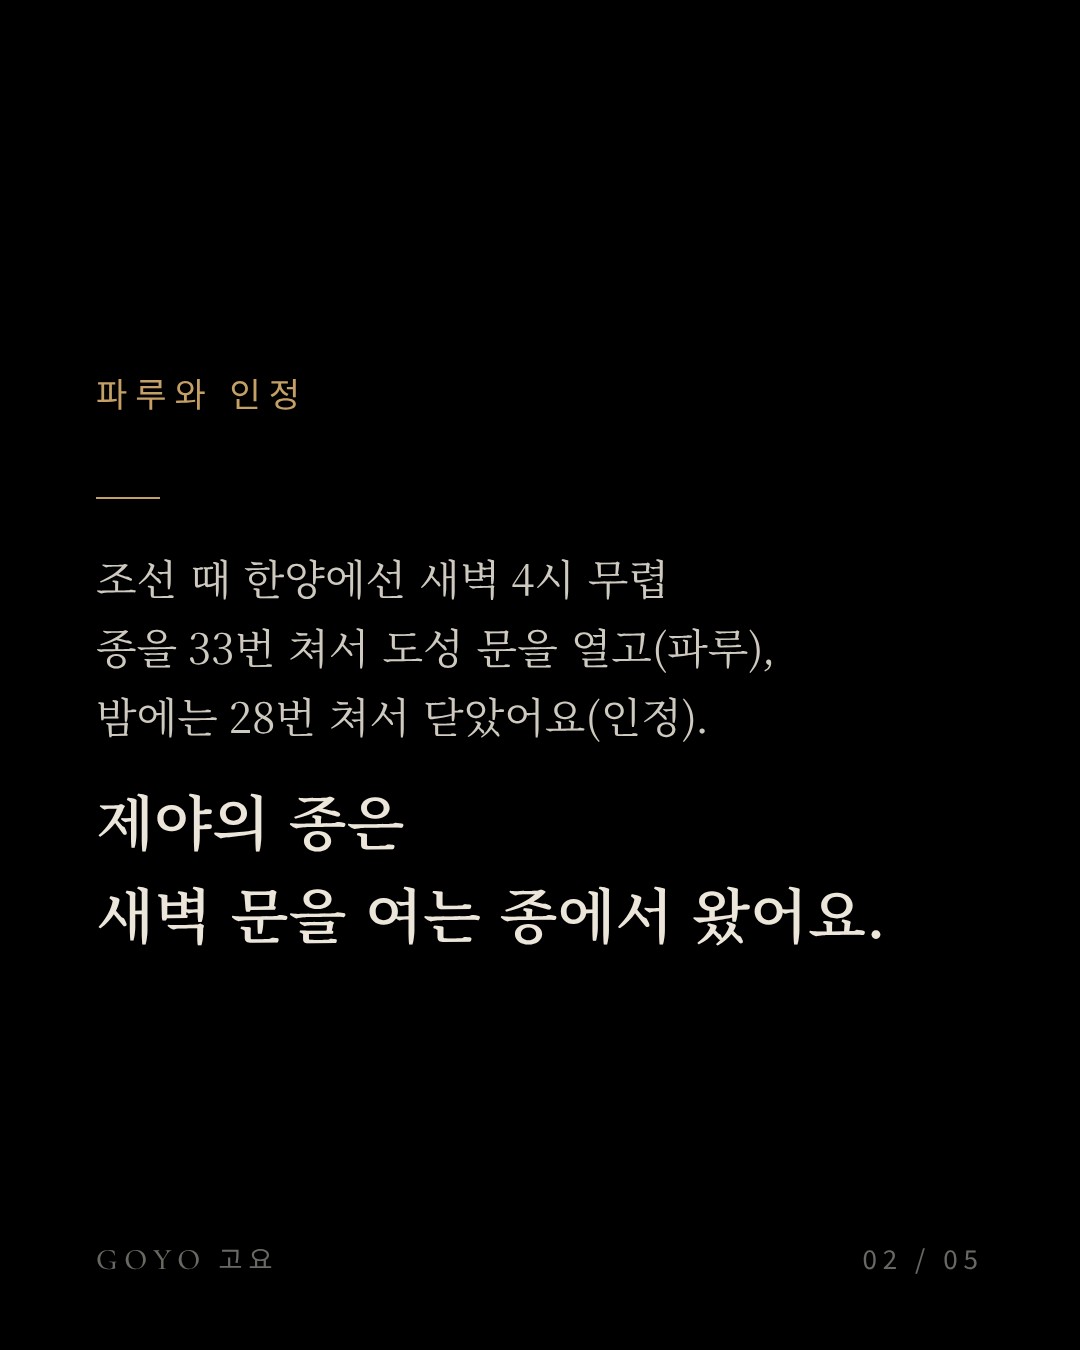 파루와 인정
조선 때 한양에선 새벽 4시 무렵
종을 33번 쳐서 도성 문을 열고(파루),
밤에는 28번 쳐서 닫았어요(인정).
제야의 종은
새벽 문을 여는 종에서 왔어요.
GOYO 고요
02 / 05